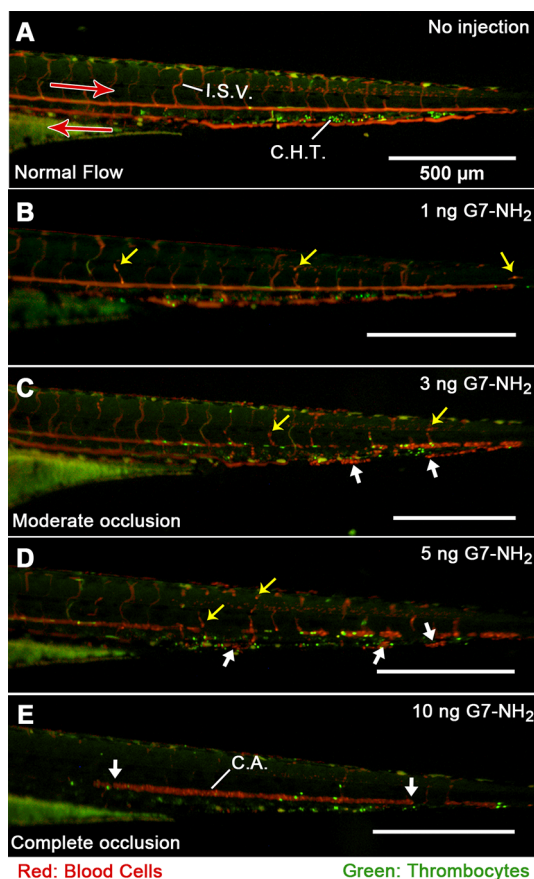 A
No injection
I.S.V.
C.H.T.
Normal Flow
500 μm
B
1 ng G7-NH2
C
3 ng G7-NH2
Moderate occlusion
D
5 ng G7-NH2
E
10 ng G7-NH2
C.A.
Complete occlusion
Red: Blood Cells
Green: Thrombocytes